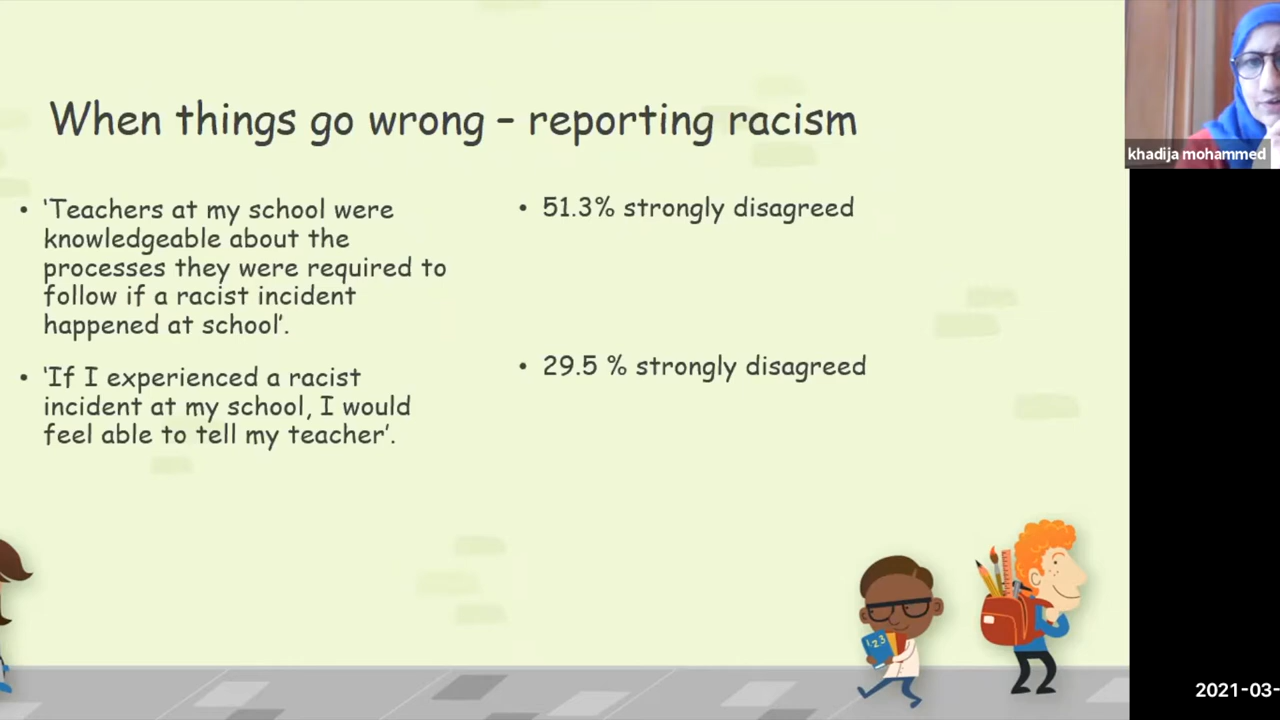 When things go wrong – reporting racism
• ‘Teachers at my school were
knowledgeable about the
processes they were required to
follow if a racist incident
happened at school’.
• 51.3% strongly disagreed
• ‘If I experienced a racist
incident at my school, I would
feel able to tell my teacher’.
• 29.5 % strongly disagreed
khadija mohammed
123
2021-03-